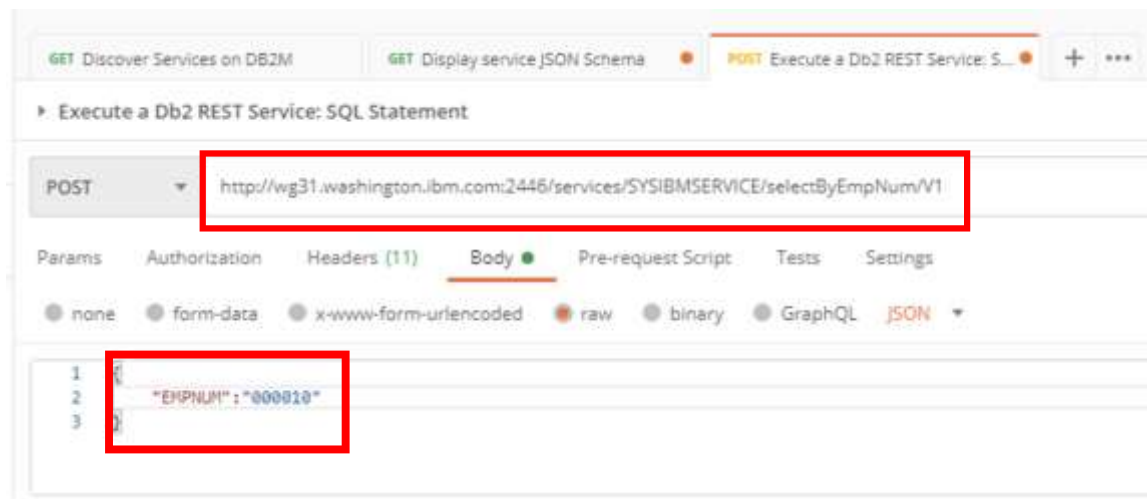 GET Discover Services on DB2M GET Display service JSON Schema POST Execute a Db2 REST Service: S... + •••
Execute a Db2 REST Service: SQL Statement
POST http://wg31.washington.ibm.com:2446/services/SYSIBMSERVICE/selectByEmpNum/V1
Params Authorization Headers (11) Body Pre-request Script Tests Settings
none form-data x-www-form-urlencoded raw binary GraphQL JSON
1 {
2 "EMPNUM":"000010"
3 }